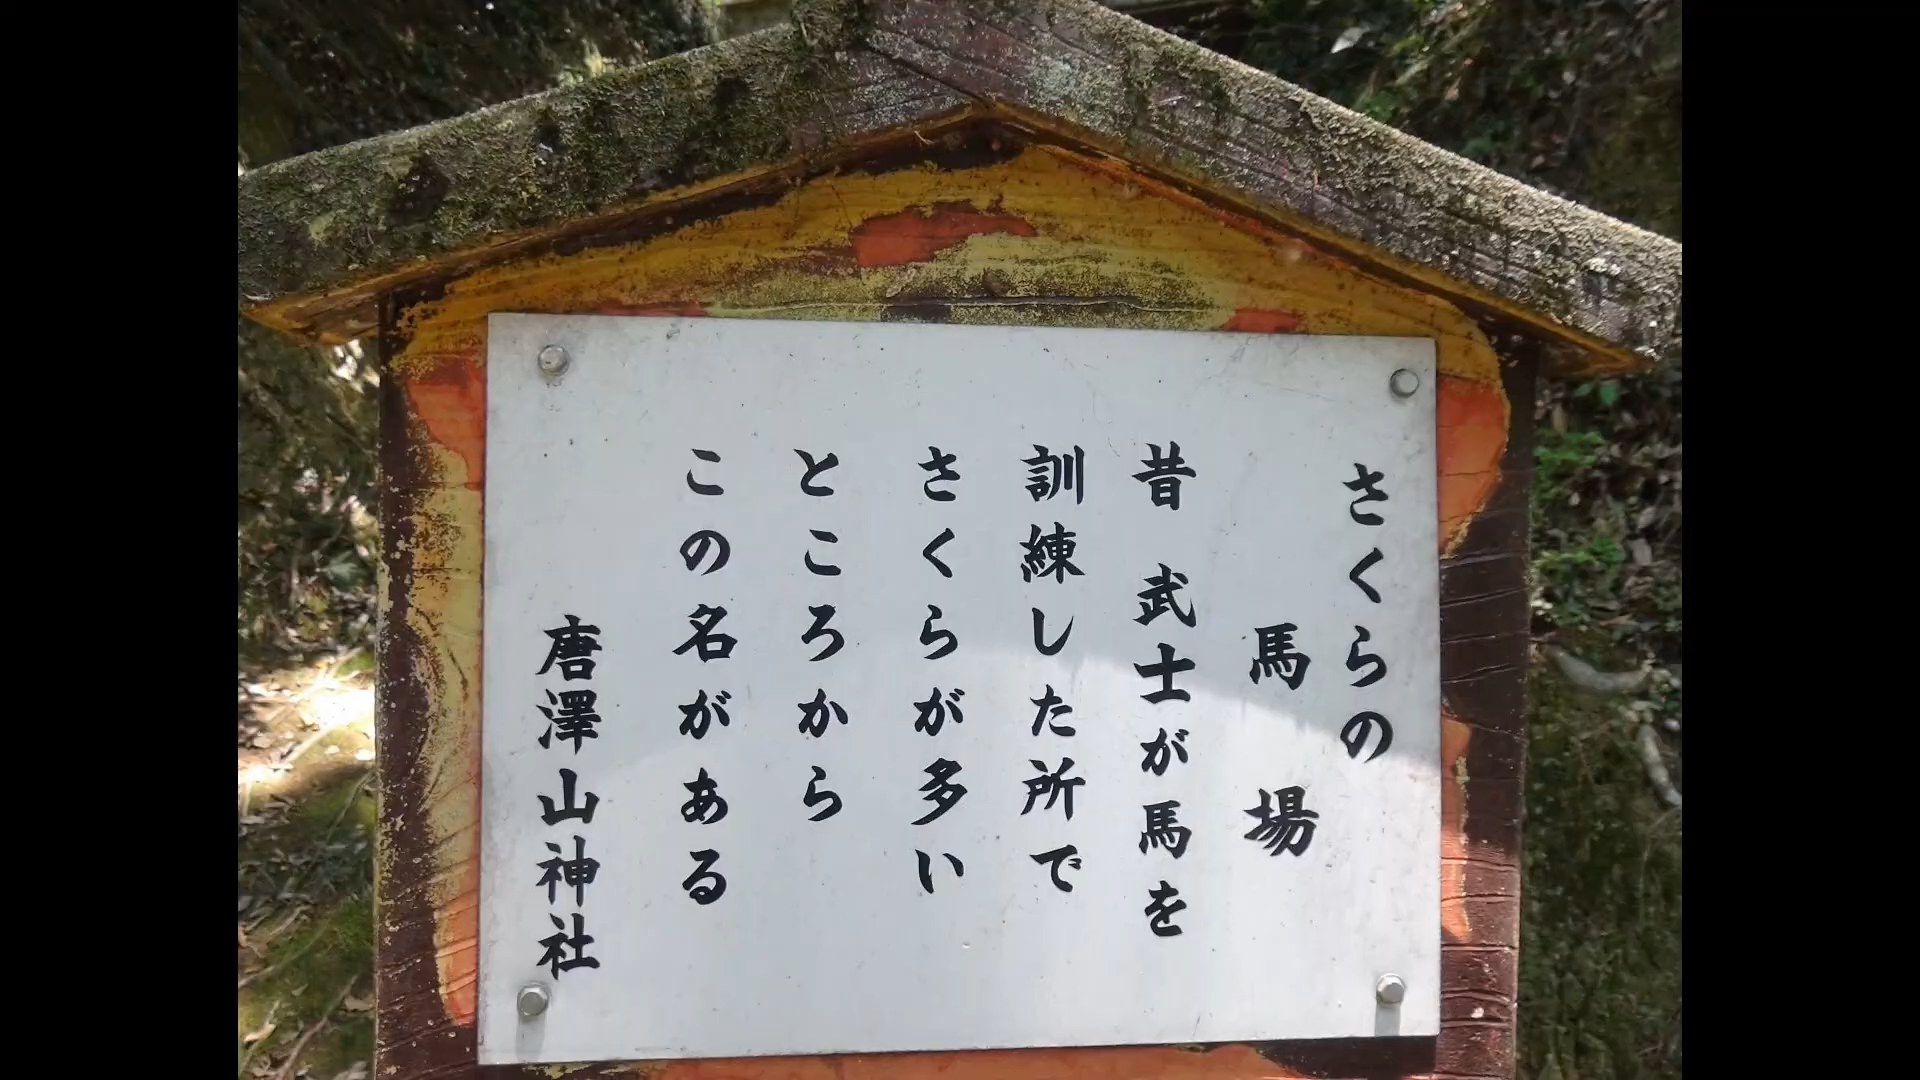 さくらの
馬場
昔 武士が馬を
訓練した所で
さくらが多い
ところから
この名がある
唐澤山神社